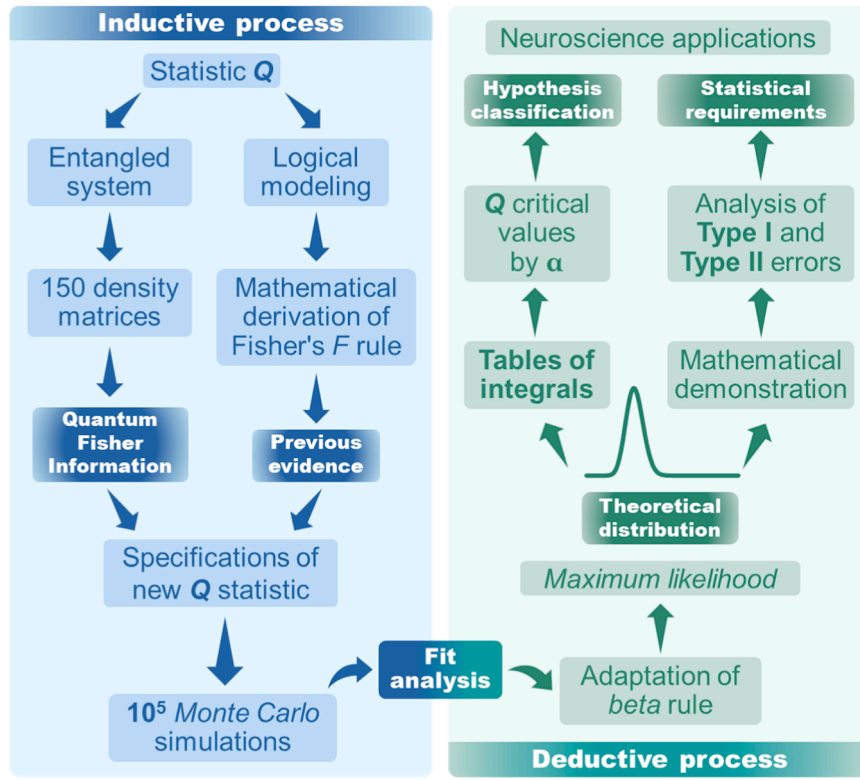 Inductive process
Statistic Q
Entangled
system
Logical
modeling
150 density
matrices
Mathematical
derivation of
Fisher's F rule
Quantum
Fisher
Information
Previous
evidence
Specifications of
new Q statistic
10⁵ Monte Carlo
simulations
Fit
analysis
Neuroscience applications
Hypothesis
classification
Statistical
requirements
Q critical
values
by α
Analysis of
Type I and
Type II errors
Tables of
integrals
Mathematical
demonstration
Theoretical
distribution
Maximum likelihood
Adaptation of
beta rule
Deductive process